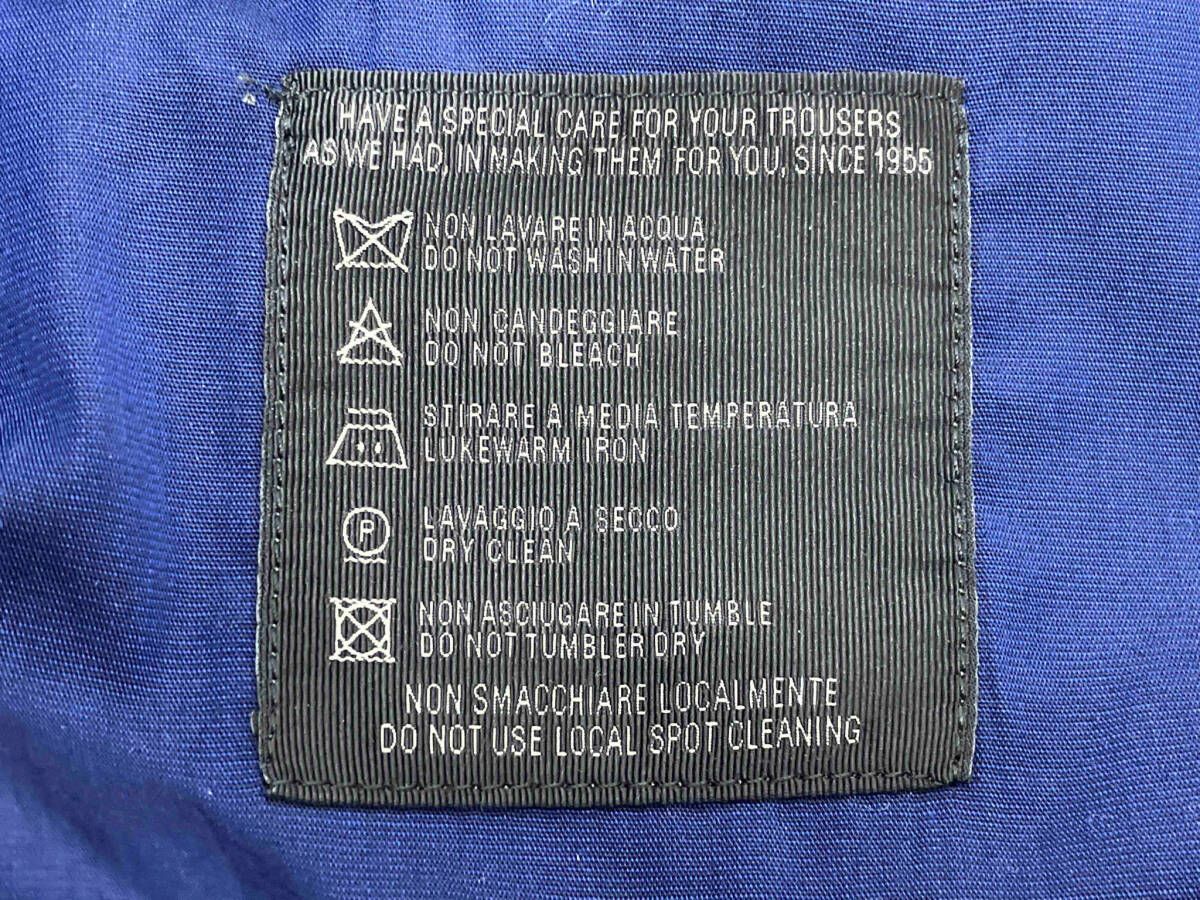 HAVE A SPECIAL CARE FOR YOUR TROUSERS
AS WE HAD, IN MAKING THEM FOR YOU, SINCE 1955
NON LAVARE IN ACQUA
DO NOT WASH IN WATER
NON CANDEGGIARE
DO NOT BLEACH
STIRARE A MEDIA TEMPERATURA
LUKEWARM IRON
P
LAVAGGIO A SECCO
DRY CLEAN
NON ASCIUGARE IN TUMBLE
DO NOT TUMBLER DRY
NON SMACCHIARE LOCALMENTE
DO NOT USE LOCAL SPOT CLEANING